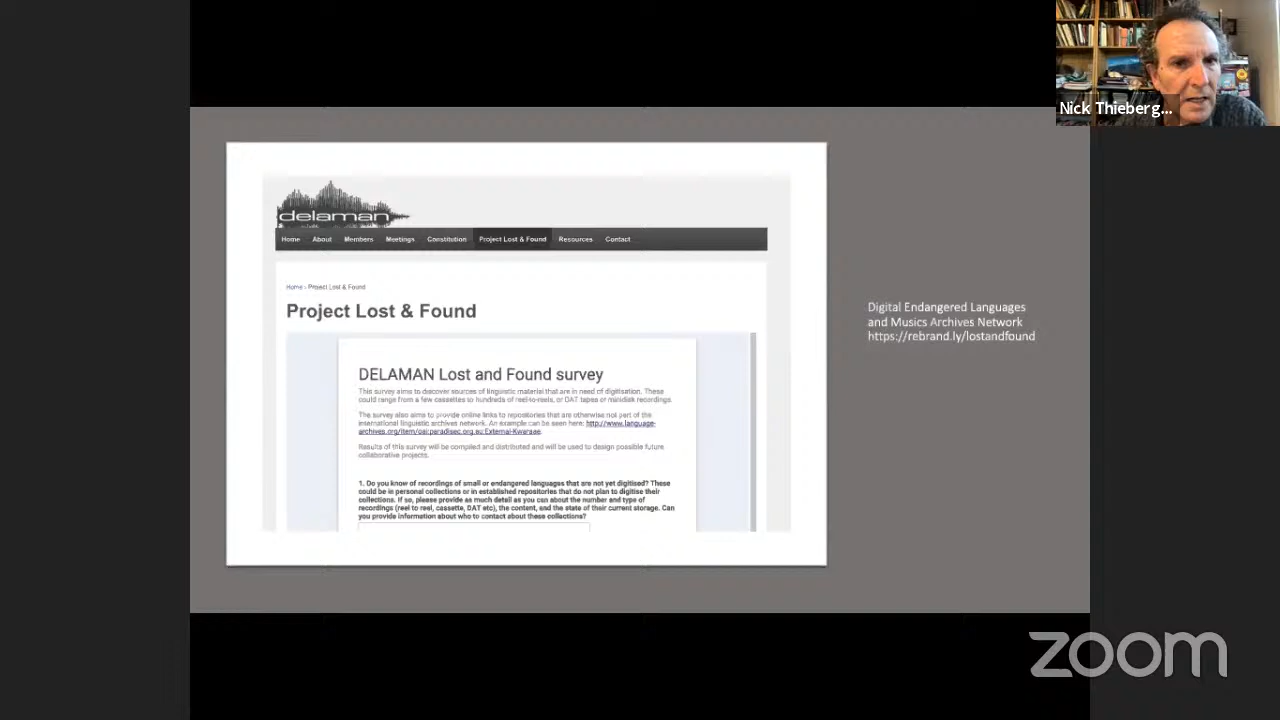 Nick Thieberg...
delaman
Home About Members Meetings Constitution Project Lost & Found Resources Contact
Home › Project Lost & Found
Project Lost & Found
DELAMAN Lost and Found survey
This survey aims to discover sources of linguistic material that are in need of digitisation. These
could range from a few cassettes to hundreds of reel-to-reels, or DAT tapes or minidisk recordings.
The survey also aims to provide online links to repositories that are otherwise not part of the
international linguistic archives network. An example can be seen here: http://www.language-
archives.org/item/oai:paradisec.org.au:External-Kwaraae.
Results of this survey will be compiled and distributed and will be used to design possible future
collaborative projects.
1. Do you know of recordings of small or endangered languages that are not yet digitised? These
could be in personal collections or in established repositories that do not plan to digitise their
collections. If so, please provide as much detail as you can about the number and type of
recordings (reel to reel, cassette, DAT etc), the content, and the state of their current storage. Can
you provide information about who to contact about these collections?
Digital Endangered Languages
and Musics Archives Network
https://rebrand.ly/lostandfound
zoom